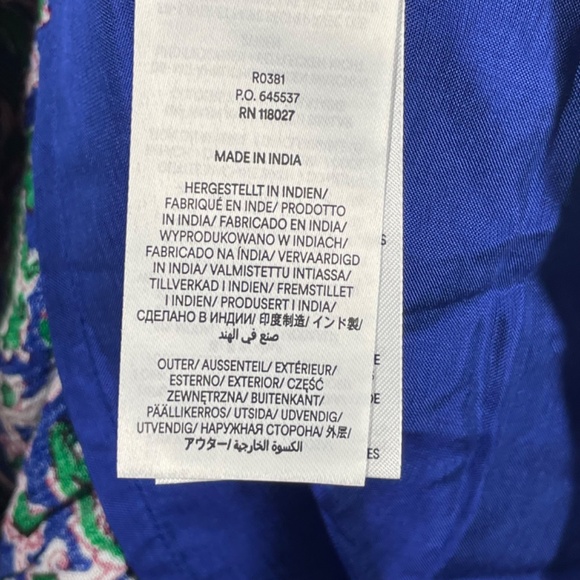 R0381
P.O. 645537
RN 118027
MADE IN INDIA
HERGESTELLT IN INDIEN/
FABRIQUÉ EN INDE/ PRODOTTO
IN INDIA/ FABRICADO EN INDIA/
WYPRODUKOWANO W INDIACH/
FABRICADO NA ÍNDIA/ VERVAARDIGD
IN INDIA/ VALMISTETTU INTIASSA/
TILLVERKAD I INDIEN/ FREMSTILLET
I INDIEN/ PRODUSERT I INDIA/
СДЕЛАНО В ИНДИИ/ 印度制造/ インド製/
صنع في الهند
OUTER/ AUSSENTEIL/ EXTÉRIEUR/
ESTERNO/ EXTERIOR/ CZĘŚĆ
ZEWNĘTRZNA/ BUITENKANT/
PÄÄLLIKERROS/ UTSIDA/ UDVENDIG/
UTVENDIG/ НАРУЖНАЯ СТОРОНА/ 外层/
アウター/ الكسوة الخارجية